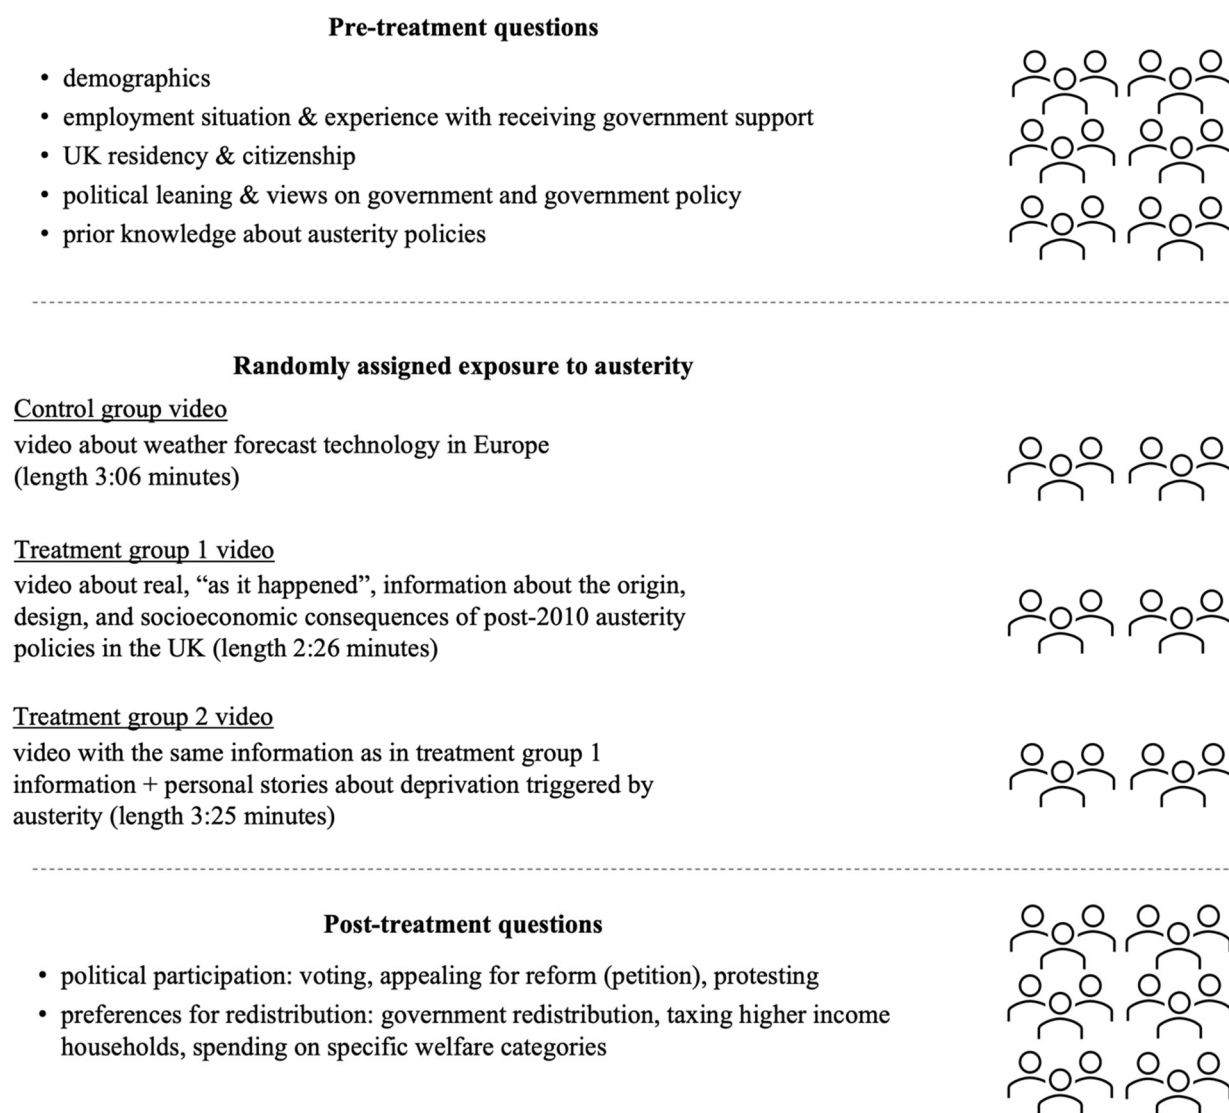 Pre-treatment questions
• demographics
• employment situation & experience with receiving government support
• UK residency & citizenship
• political leaning & views on government and government policy
• prior knowledge about austerity policies
Randomly assigned exposure to austerity
Control group video
video about weather forecast technology in Europe
(length 3:06 minutes)
Treatment group 1 video
video about real, “as it happened”, information about the origin,
design, and socioeconomic consequences of post-2010 austerity
policies in the UK (length 2:26 minutes)
Treatment group 2 video
video with the same information as in treatment group 1
information + personal stories about deprivation triggered by
austerity (length 3:25 minutes)
Post-treatment questions
• political participation: voting, appealing for reform (petition), protesting
• preferences for redistribution: government redistribution, taxing higher income
households, spending on specific welfare categories